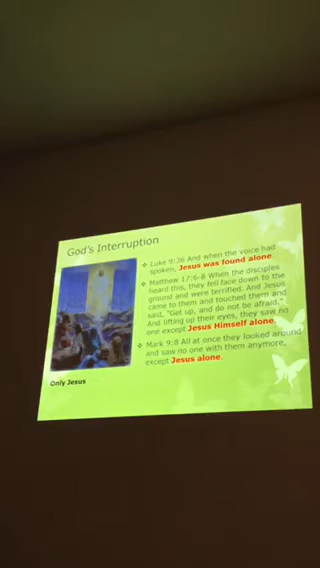 God's Interruption
❖ Luke 9:36 And when the voice had
spoken, Jesus was found alone.
❖ Matthew 17:6-8 When the disciples
heard this, they fell face down to the
ground and were terrified. And Jesus
came to them and touched them and
said, "Get up, and do not be afraid."
And lifting up their eyes, they saw no
one except Jesus Himself alone.
❖ Mark 9:8 All at once they looked around
and saw no one with them anymore,
except Jesus alone.
Only Jesus